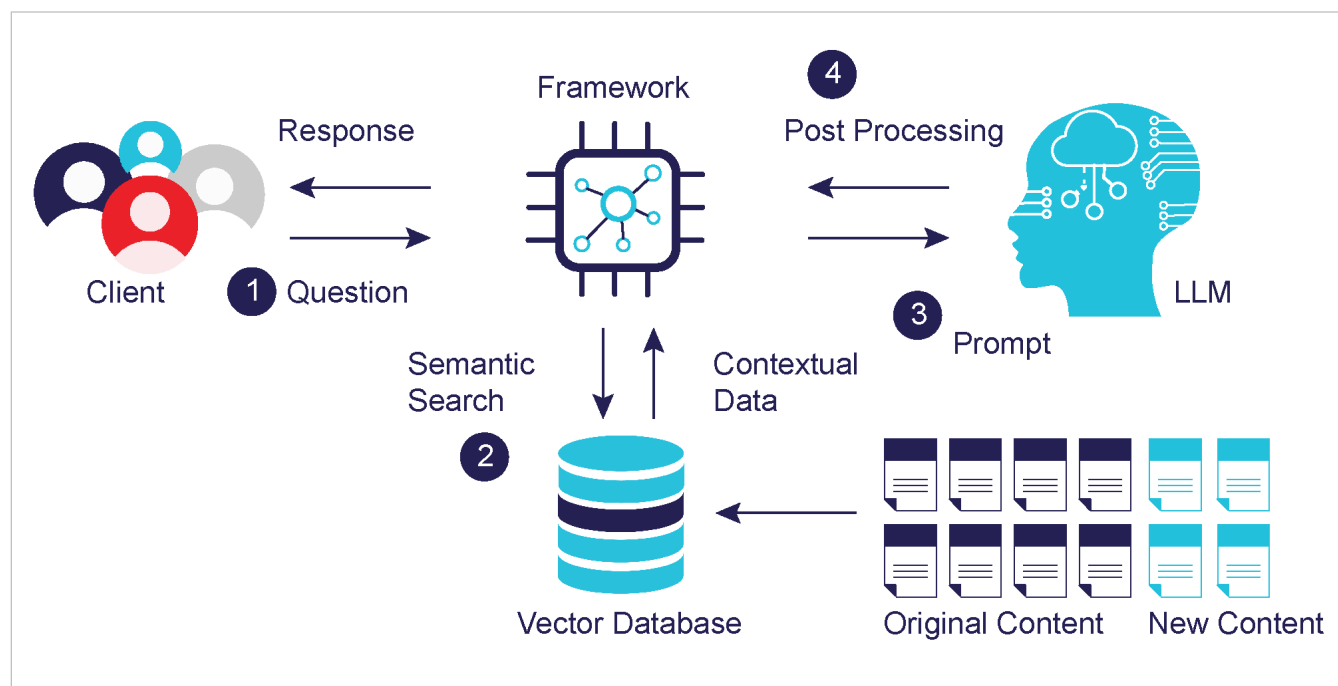 Framework
4
Response
Post Processing
Client
1
Question
LLM
3
Prompt
Semantic
Search
Contextual
Data
2
Vector Database
Original Content
New Content